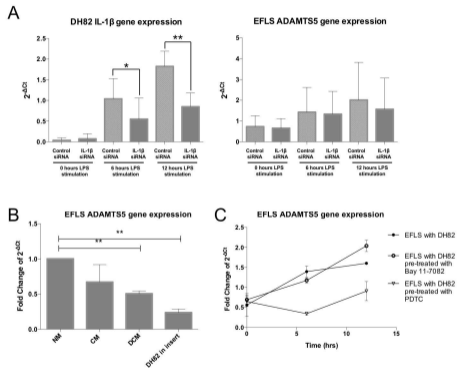 A
DH82 IL-1β gene expression
2-ΔCt
2.5
2.0
1.5
1.0
0.5
0.0
*
**
Control siRNA
IL-1β siRNA
Control siRNA
IL-1β siRNA
Control siRNA
IL-1β siRNA
0 hours LPS stimulation
6 hours LPS stimulation
12 hours LPS stimulation
EFLS ADAMTS5 gene expression
2-ΔCt
5
4
3
2
1
0
Control siRNA
IL-1β siRNA
Control siRNA
IL-1β siRNA
Control siRNA
IL-1β siRNA
hours LPS stimulation
hours LPS stimulation
12 hours LPS stimulation
B
EFLS ADAMTS5 gene expression
Fold Change of 2-ΔCt
1.5
1.0
0.5
0.0
**
**
NM
CM
DCM
DH82 in insert
C
EFLS ADAMTS5 gene expression
Fold Change of 2-ΔCt
2.5
2.0
1.5
1.0
0.5
0.0
0
5
10
15
Time (hrs)
EFLS with DH82
EFLS with DH82
pre-treated with
Bay 11-7082
EFLS with DH82
pre-treated with
PDTC